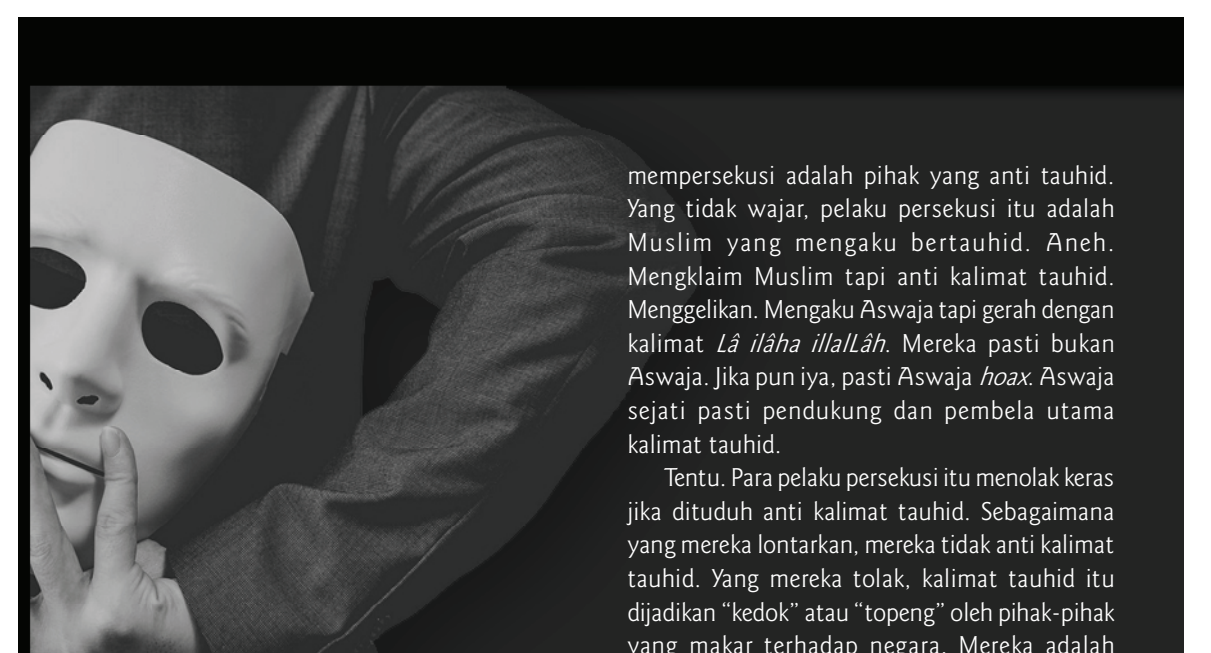 mempersekusi adalah pihak yang anti tauhid.
Yang tidak wajar, pelaku persekusi itu adalah
Muslim yang mengaku bertauhid. Aneh.
Mengklaim Muslim tapi anti kalimat tauhid.
Menggelikan. Mengaku Aswaja tapi gerah dengan
kalimat Lâ ilâha illalLâh. Mereka pasti bukan
Aswaja. Jika pun iya, pasti Aswaja hoax. Aswaja
sejati pasti pendukung dan pembela utama
kalimat tauhid.
Tentu. Para pelaku persekusi itu menolak keras
jika dituduh anti kalimat tauhid. Sebagaimana
yang mereka lontarkan, mereka tidak anti kalimat
tauhid. Yang mereka tolak, kalimat tauhid itu
dijadikan “kedok” atau “topeng” oleh pihak-pihak
yang makar terhadap negara. Mereka adalah